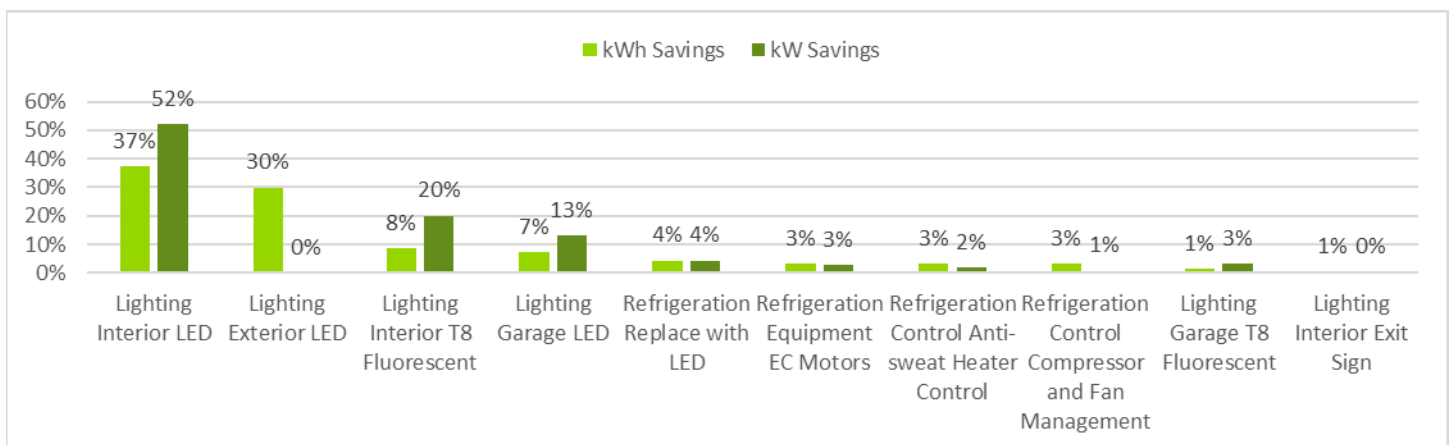 kWh Savings kW Savings
60%
50%
40%
30%
20%
10%
0%
37% 52%
30% 0%
8% 20%
7% 13%
4% 4%
3% 3%
3% 2%
3% 1%
1% 3%
1% 0%
Lighting
Interior LED
Lighting
Exterior LED
Lighting
Interior T8
Fluorescent
Lighting
Garage LED
Refrigeration
Replace with
LED
Refrigeration
Equipment
EC Motors
Refrigeration
Control Anti-
sweat Heater
Control
Refrigeration
Control
Compressor
and Fan
Management
Lighting
Garage T8
Fluorescent
Lighting
Interior Exit
Sign